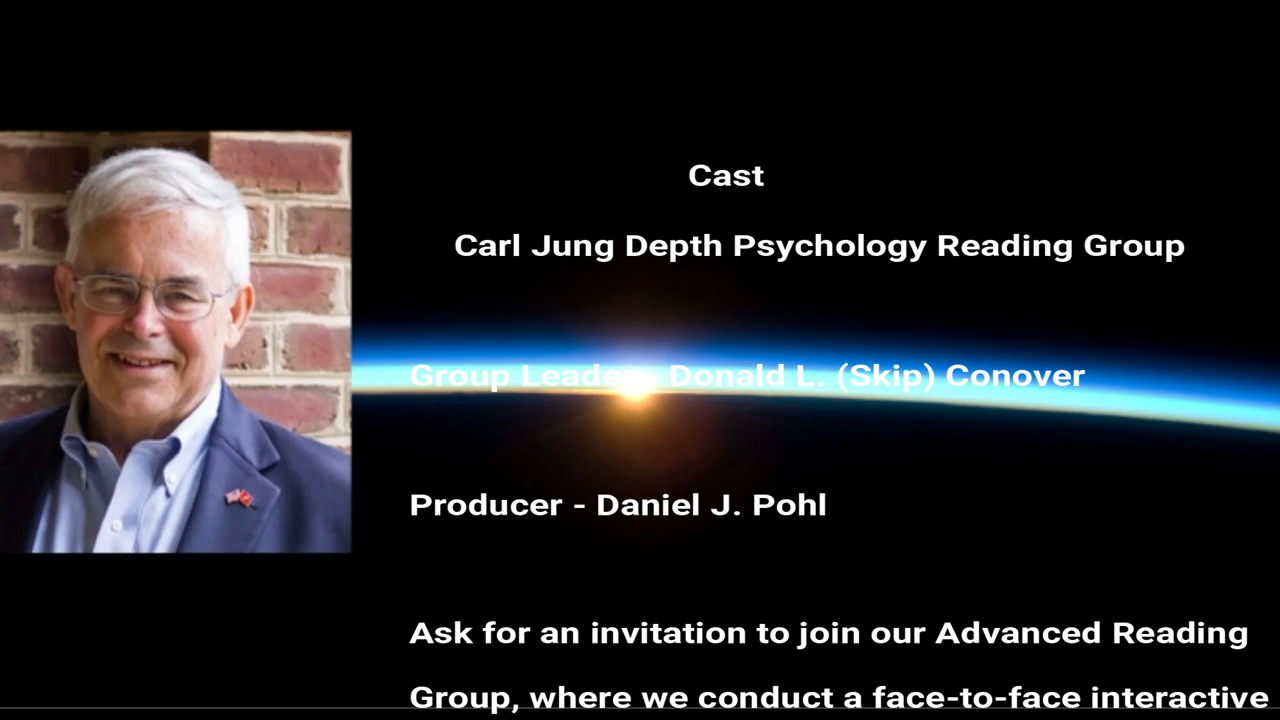 Cast
Carl Jung Depth Psychology Reading Group
Group Leader - Donald L. (Skip) Conover
Producer - Daniel J. Pohl
Ask for an invitation to join our Advanced Reading
Group, where we conduct a face-to-face interactive